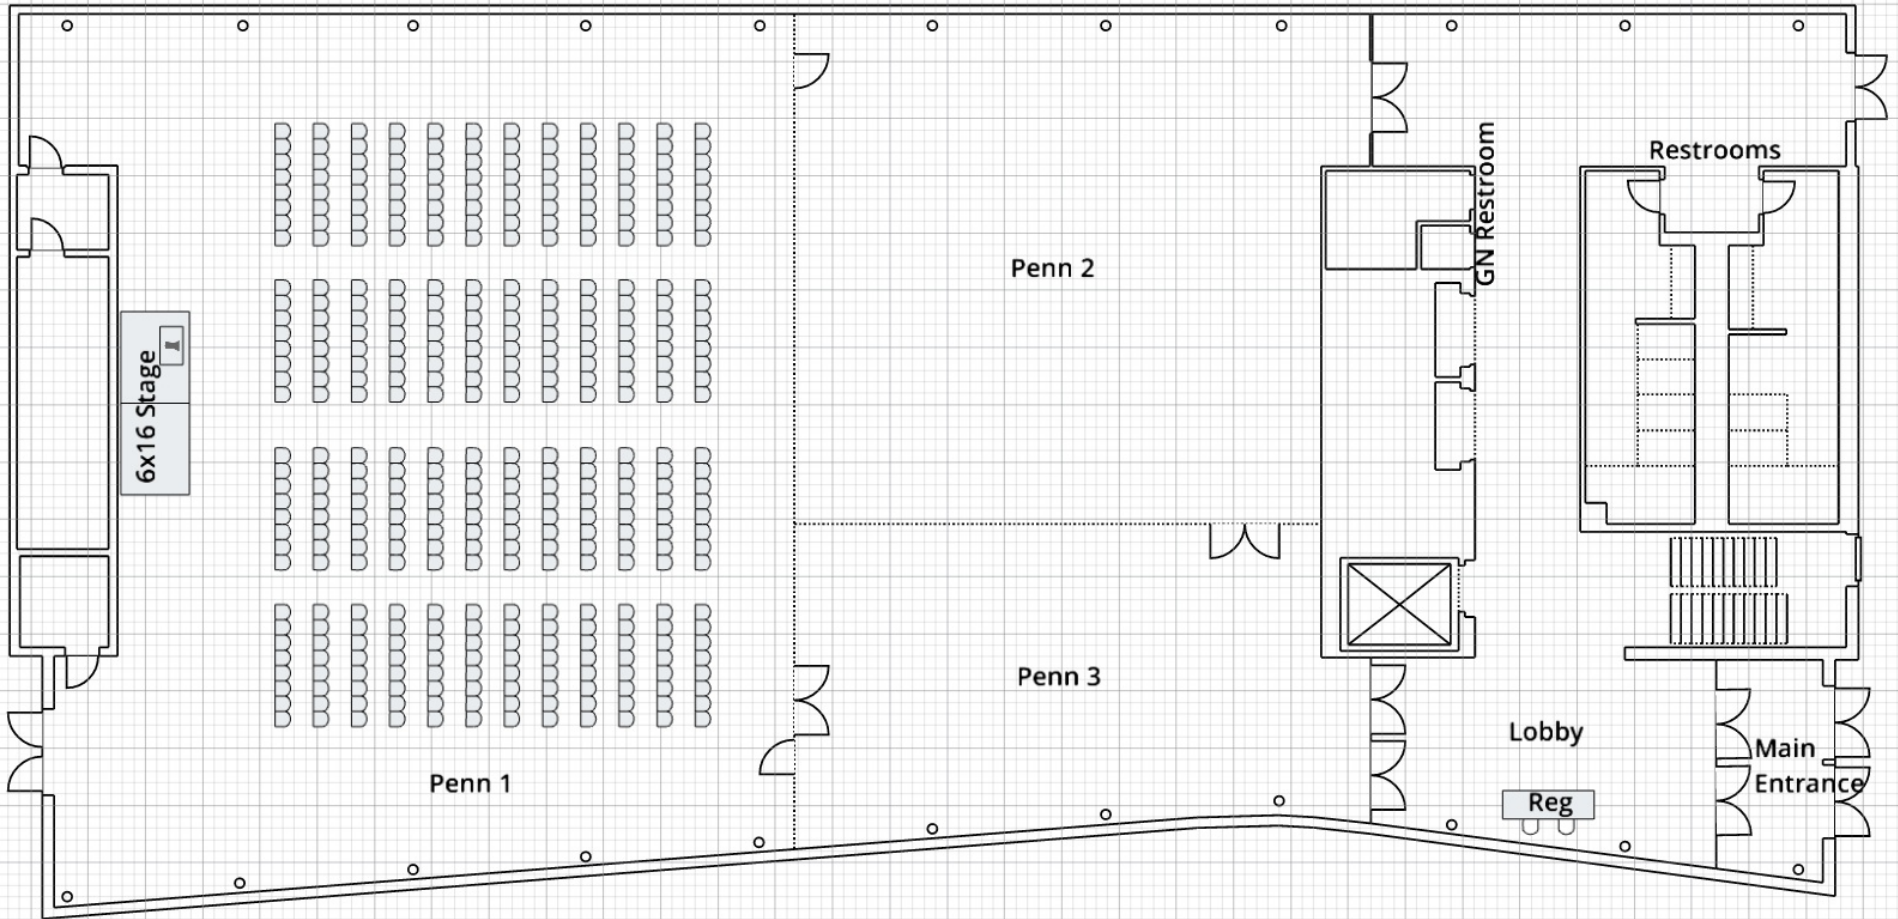 Restrooms
GN Restroom
Penn 2
6x16 Stage
Penn 3
Lobby
Main
Entrance
Penn 1
Reg